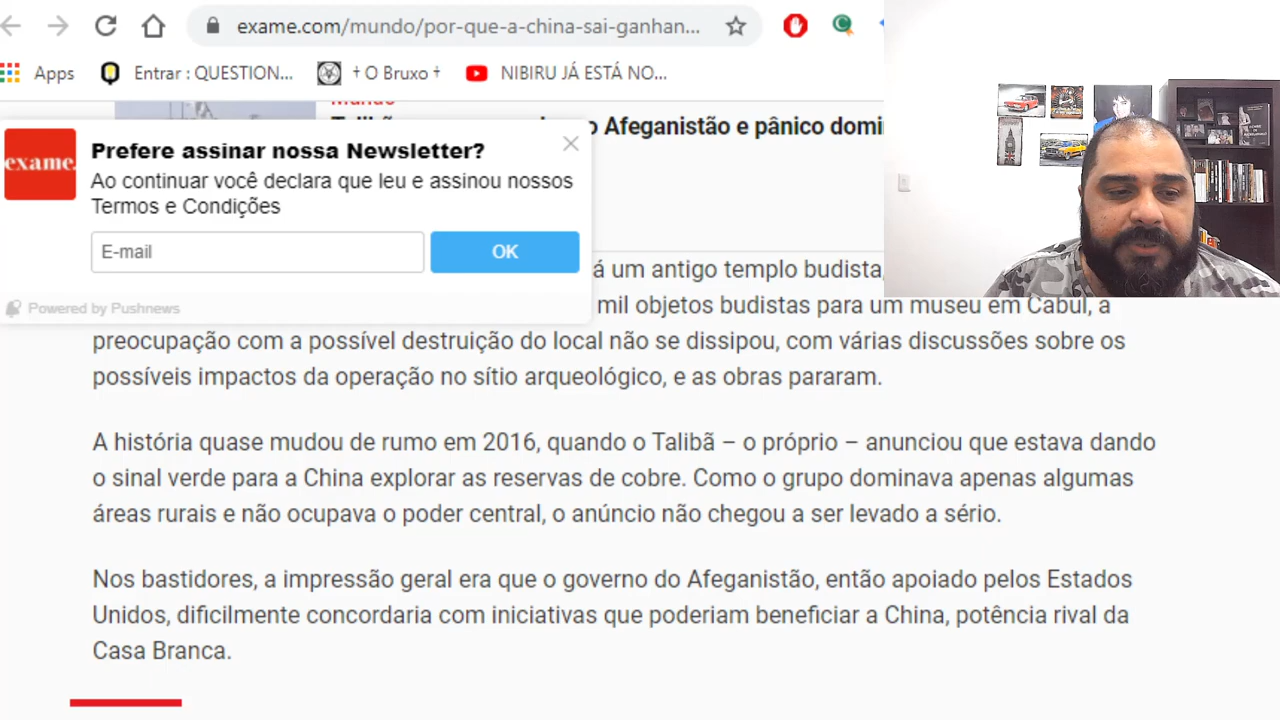 exame.com/mundo/por-que-a-china-sai-ganhan...
Apps
Entrar : QUESTION...
† O Bruxo †
NIBIRU JÁ ESTÁ NO...
Mundo
o Afeganistão e pânico domi
exame.
Prefere assinar nossa Newsletter?
Ao continuar você declara que leu e assinou nossos
Termos e Condições
E-mail
OK
Powered by Pushnews
á um antigo templo budista,
mil objetos budistas para um museu em Cabul, a
preocupação com a possível destruição do local não se dissipou, com várias discussões sobre os
possíveis impactos da operação no sítio arqueológico, e as obras pararam.
A história quase mudou de rumo em 2016, quando o Talibã – o próprio – anunciou que estava dando
o sinal verde para a China explorar as reservas de cobre. Como o grupo dominava apenas algumas
áreas rurais e não ocupava o poder central, o anúncio não chegou a ser levado a sério.
Nos bastidores, a impressão geral era que o governo do Afeganistão, então apoiado pelos Estados
Unidos, dificilmente concordaria com iniciativas que poderiam beneficiar a China, potência rival da
Casa Branca.